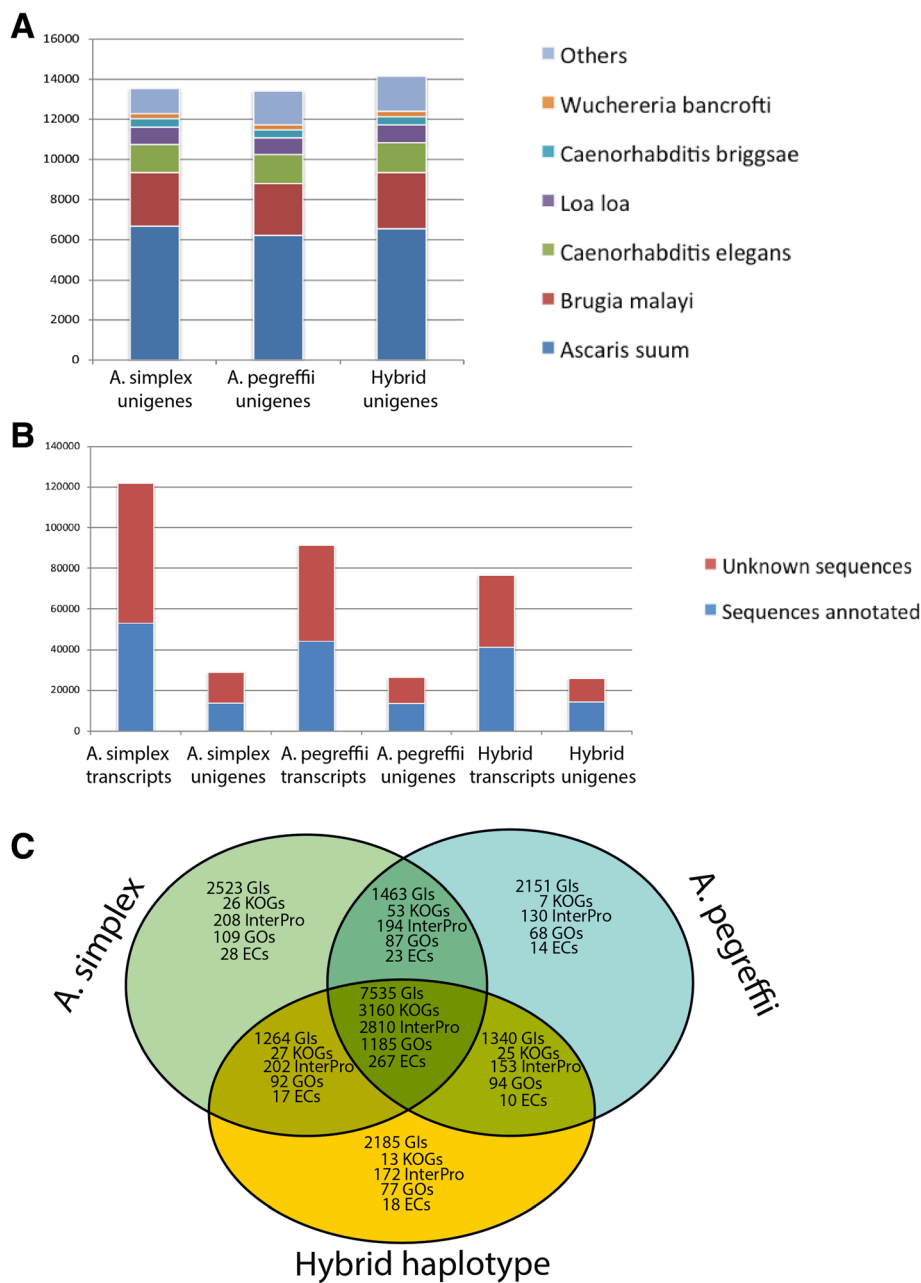 A
16000
14000
12000
10000
8000
6000
4000
2000
0
A. simplex
unigenes
A. pegreffii
unigenes
Hybrid
unigenes
Others
Wuchereria bancrofti
Caenorhabditis briggsae
Loa loa
Caenorhabditis elegans
Brugia malayi
Ascaris suum
B
140000
120000
100000
80000
60000
40000
20000
0
A. simplex
transcripts
A. simplex
unigenes
A. pegreffii
transcripts
A. pegreffii
unigenes
Hybrid
transcripts
Hybrid
unigenes
Unknown sequences
Sequences annotated
C
A. simplex
A. pegreffii
Hybrid haplotype
2523 GIs
26 KOGs
208 InterPro
109 GOs
28 ECs
1463 GIs
53 KOGs
194 InterPro
87 GOs
23 ECs
2151 GIs
7 KOGs
130 InterPro
68 GOs
14 ECs
7535 GIs
3160 KOGs
2810 InterPro
1185 GOs
267 ECs
1264 GIs
27 KOGs
202 InterPro
92 GOs
17 ECs
1340 GIs
25 KOGs
153 InterPro
94 GOs
10 ECs
2185 GIs
13 KOGs
172 InterPro
77 GOs
18 ECs